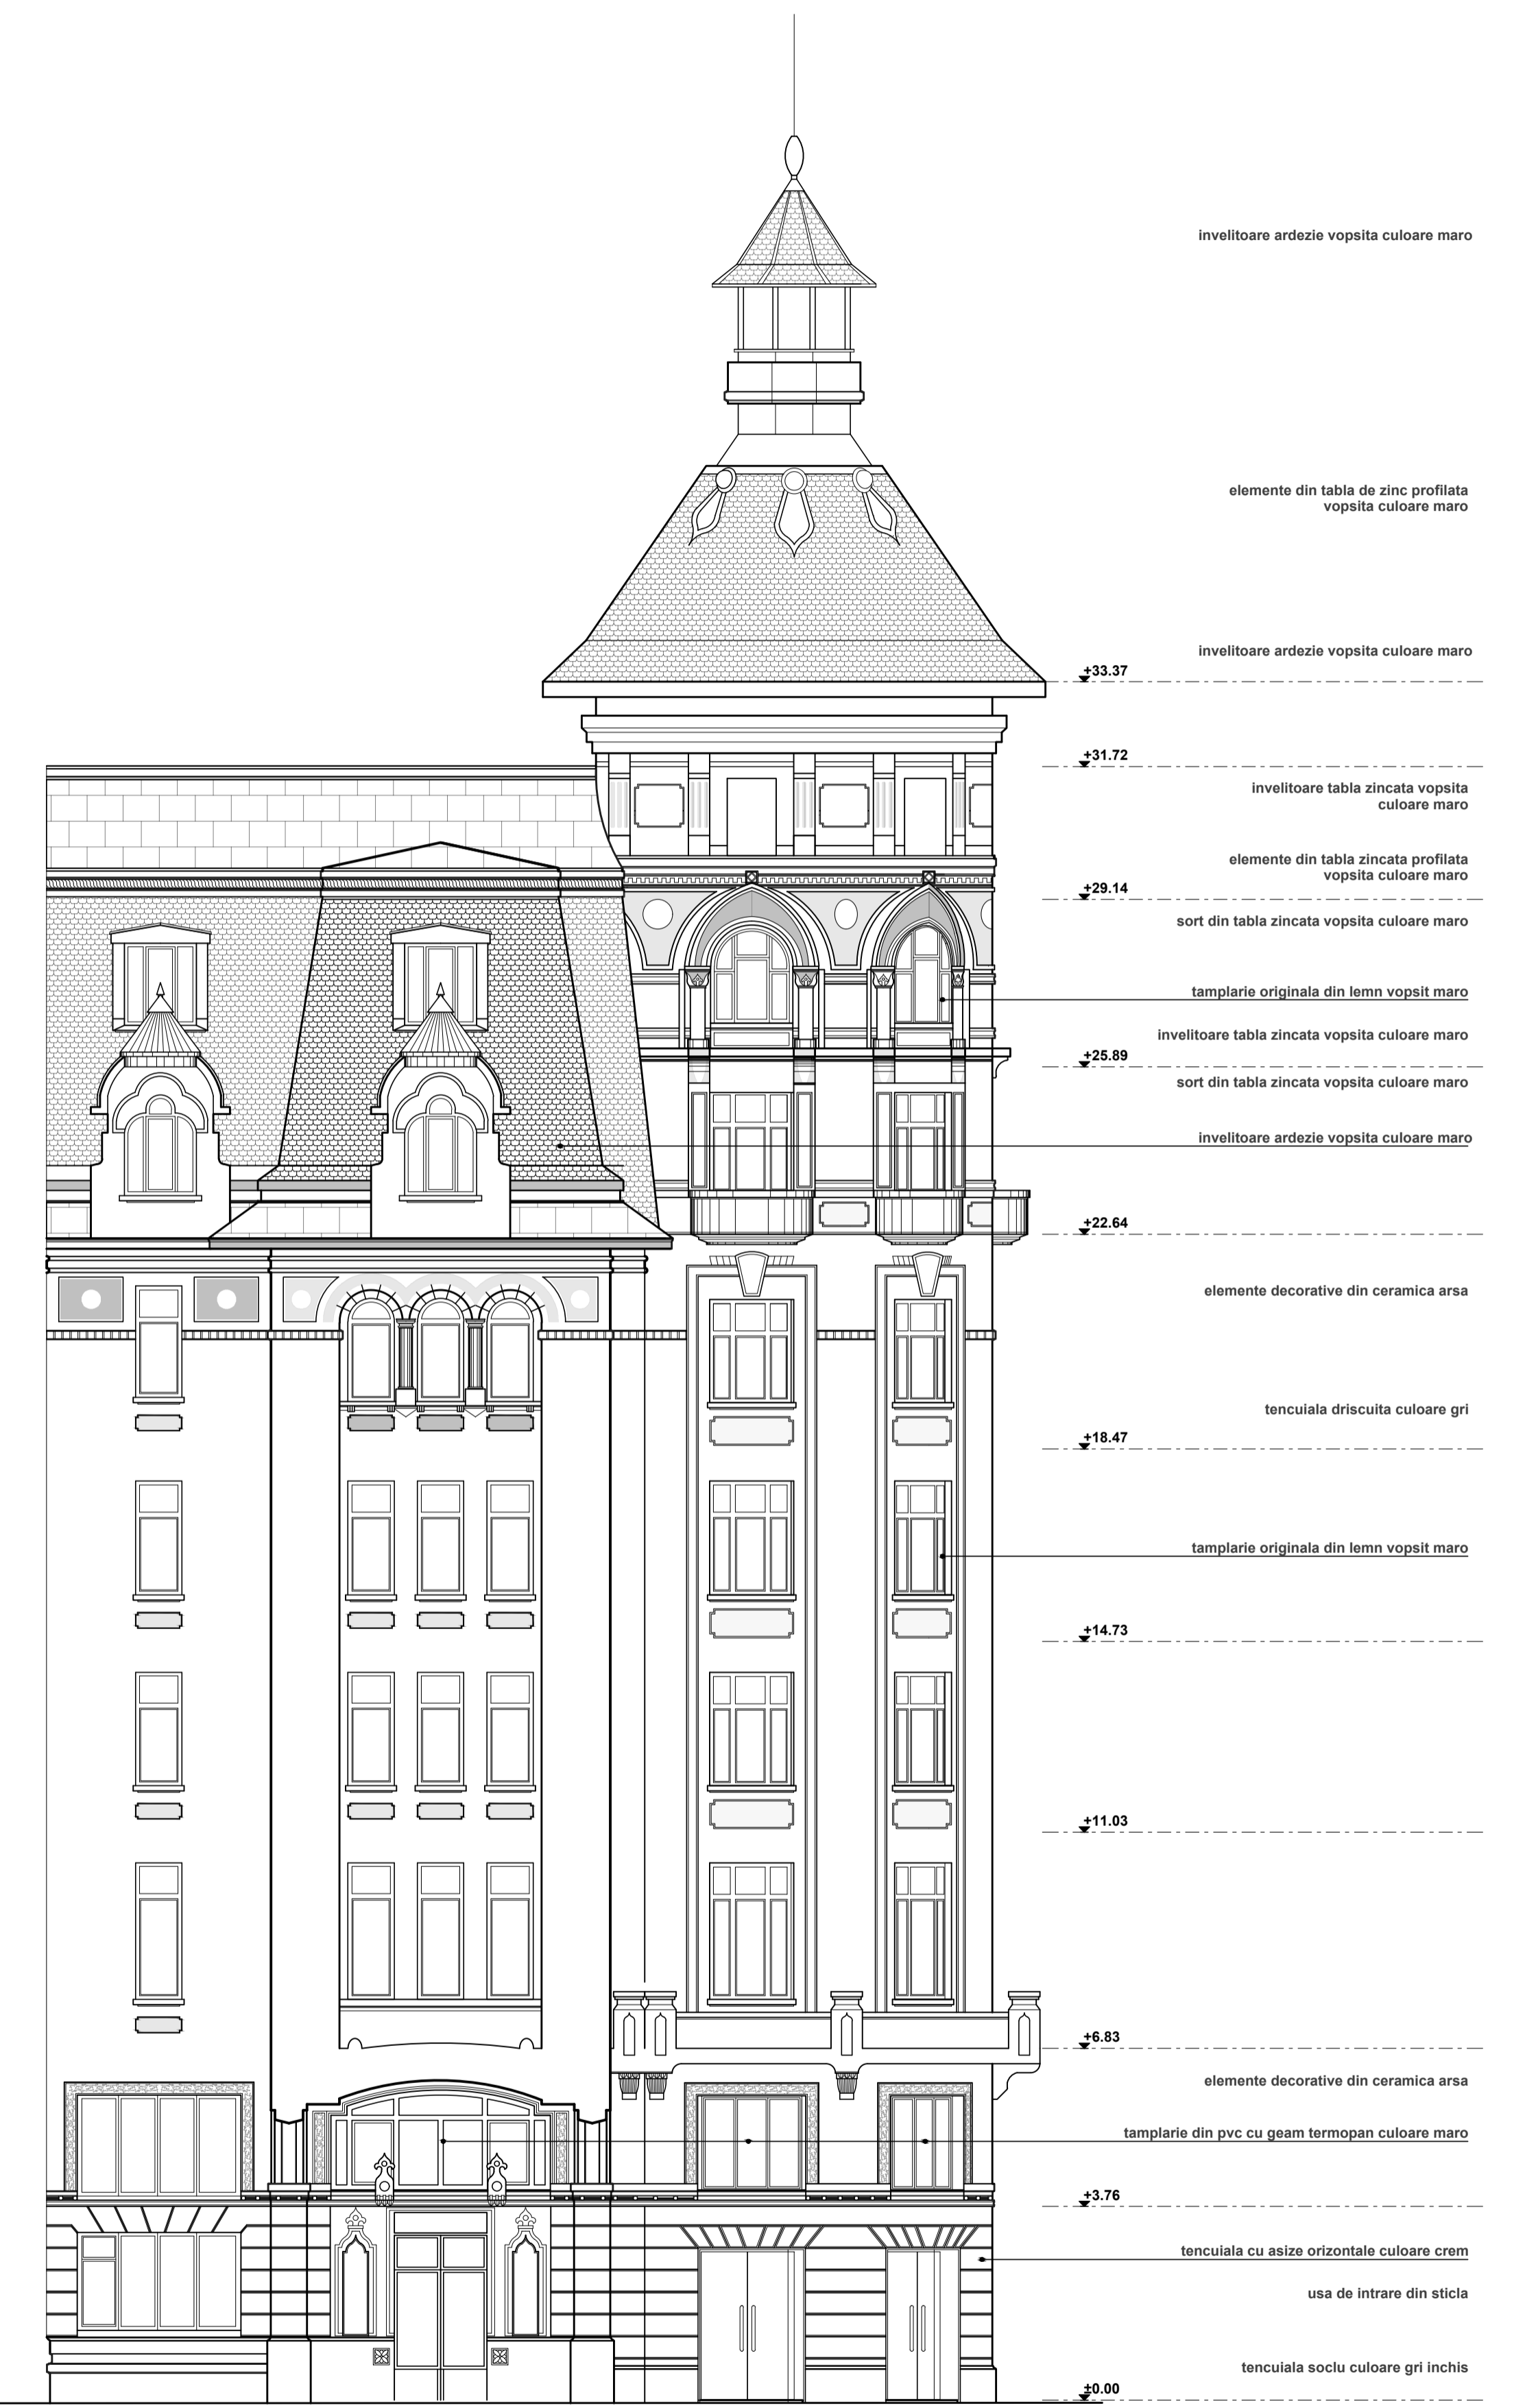 invelitoare ardezie vopsita culoare maro
elemente din tabla de zinc profilata
vopsita culoare maro
invelitoare ardezie vopsita culoare maro
+33.37
+31.72
invelitoare tabla zincata vopsita
culoare maro
elemente din tabla zincata profilata
vopsita culoare maro
+29.14
sort din tabla zincata vopsita culoare maro
tamplarie originala din lemn vopsit maro
invelitoare tabla zincata vopsita culoare maro
+25.89
sort din tabla zincata vopsita culoare maro
invelitoare ardezie vopsita culoare maro
+22.64
elemente decorative din ceramica arsa
tencuiala driscuita culoare gri
+18.47
tamplarie originala din lemn vopsit maro
+14.73
+11.03
+6.83
elemente decorative din ceramica arsa
tamplarie din pvc cu geam termopan culoare maro
+3.76
tencuiala cu asize orizontale culoare crem
usa de intrare din sticla
tencuiala soclu culoare gri inchis
±0.00